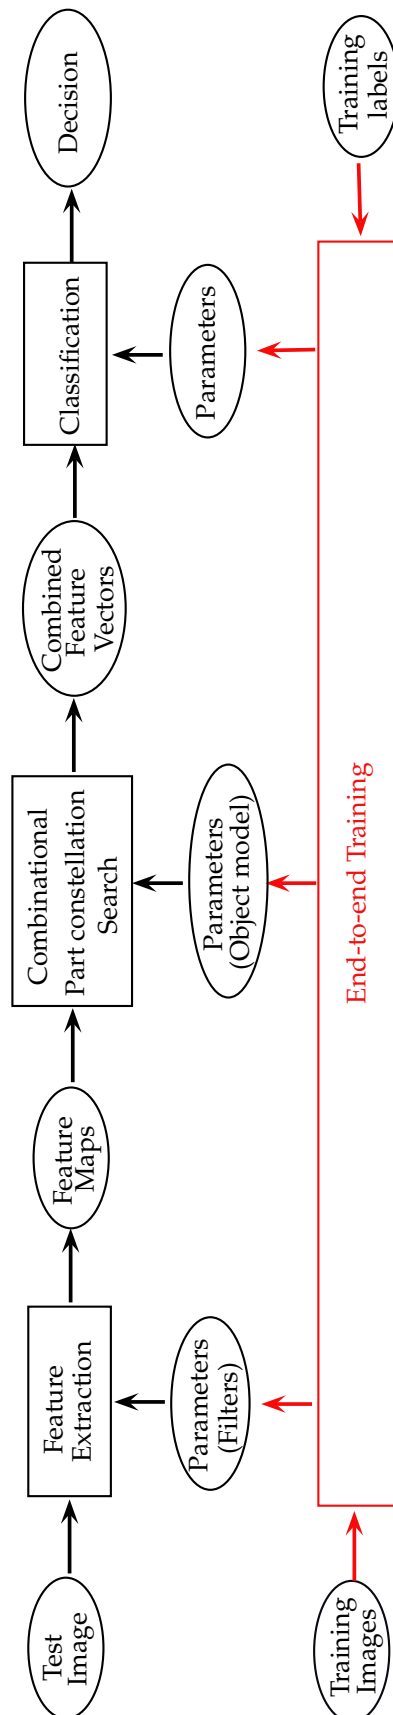 Test
Image
Feature
Extraction
Feature
Maps
Combinational
Part constellation
Search
Combined
Feature
Vectors
Classification
Decision
Parameters
(Filters)
Parameters
(Object model)
Parameters
Training
Images
End-to-end Training
Training
labels